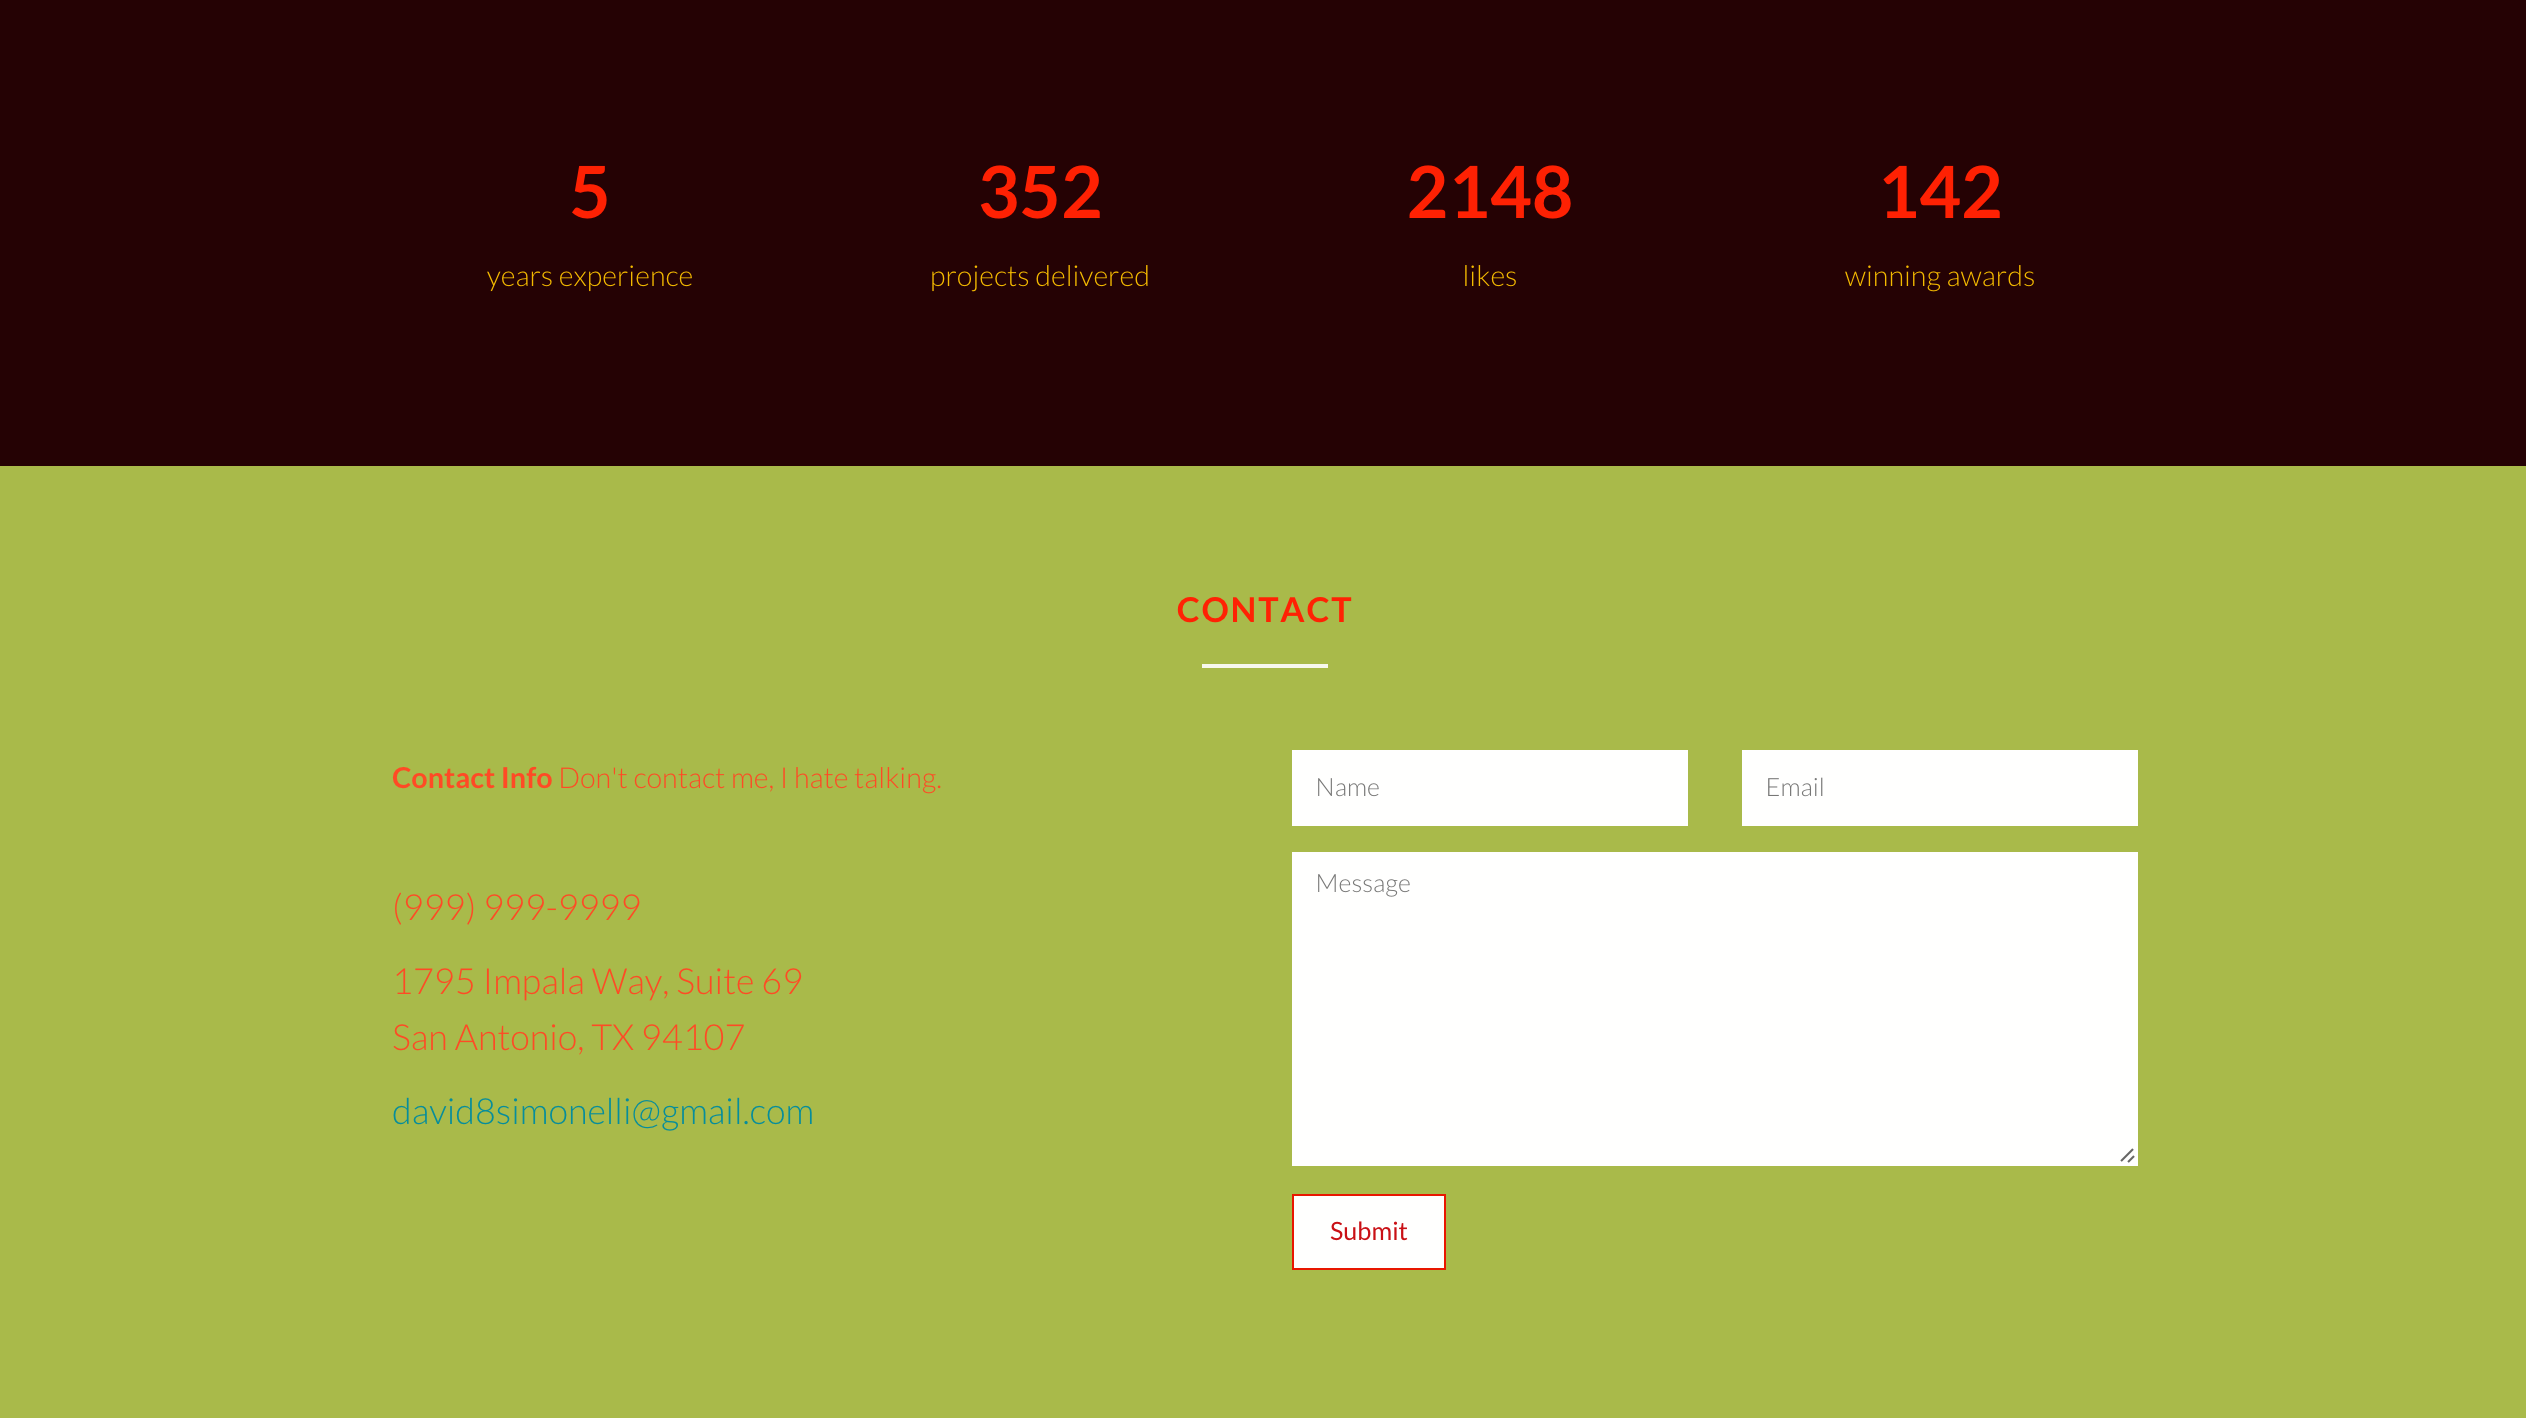 5
years experience
352
projects delivered
2148
likes
142
winning awards
CONTACT
Contact Info Don't contact me, I hate talking.
(999) 999-9999
1795 Impala Way, Suite 69
San Antonio, TX 94107
david8simonelli@gmail.com
Name
Email
Message
Submit